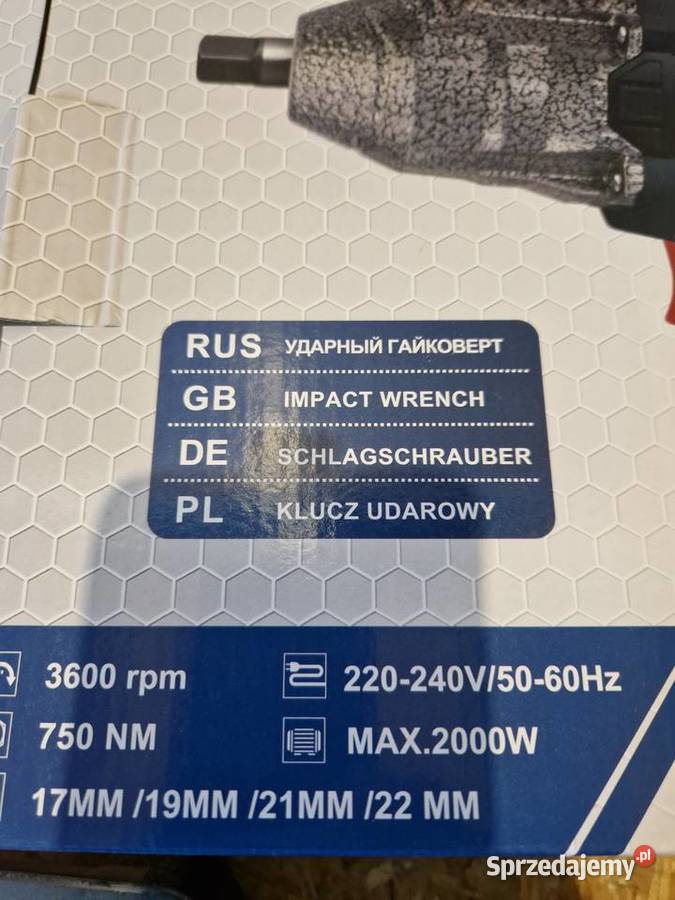 RUS УДАРНЫЙ ГАЙКОВЕРТ
GB IMPACT WRENCH
DE SCHLAGSCHRAUBER
PL KLUCZ UDAROWY
3600 rpm
220-240V/50-60Hz
750 NM
MAX.2000W
17MM /19MM /21MM /22 MM
Sprzedajemy.pl